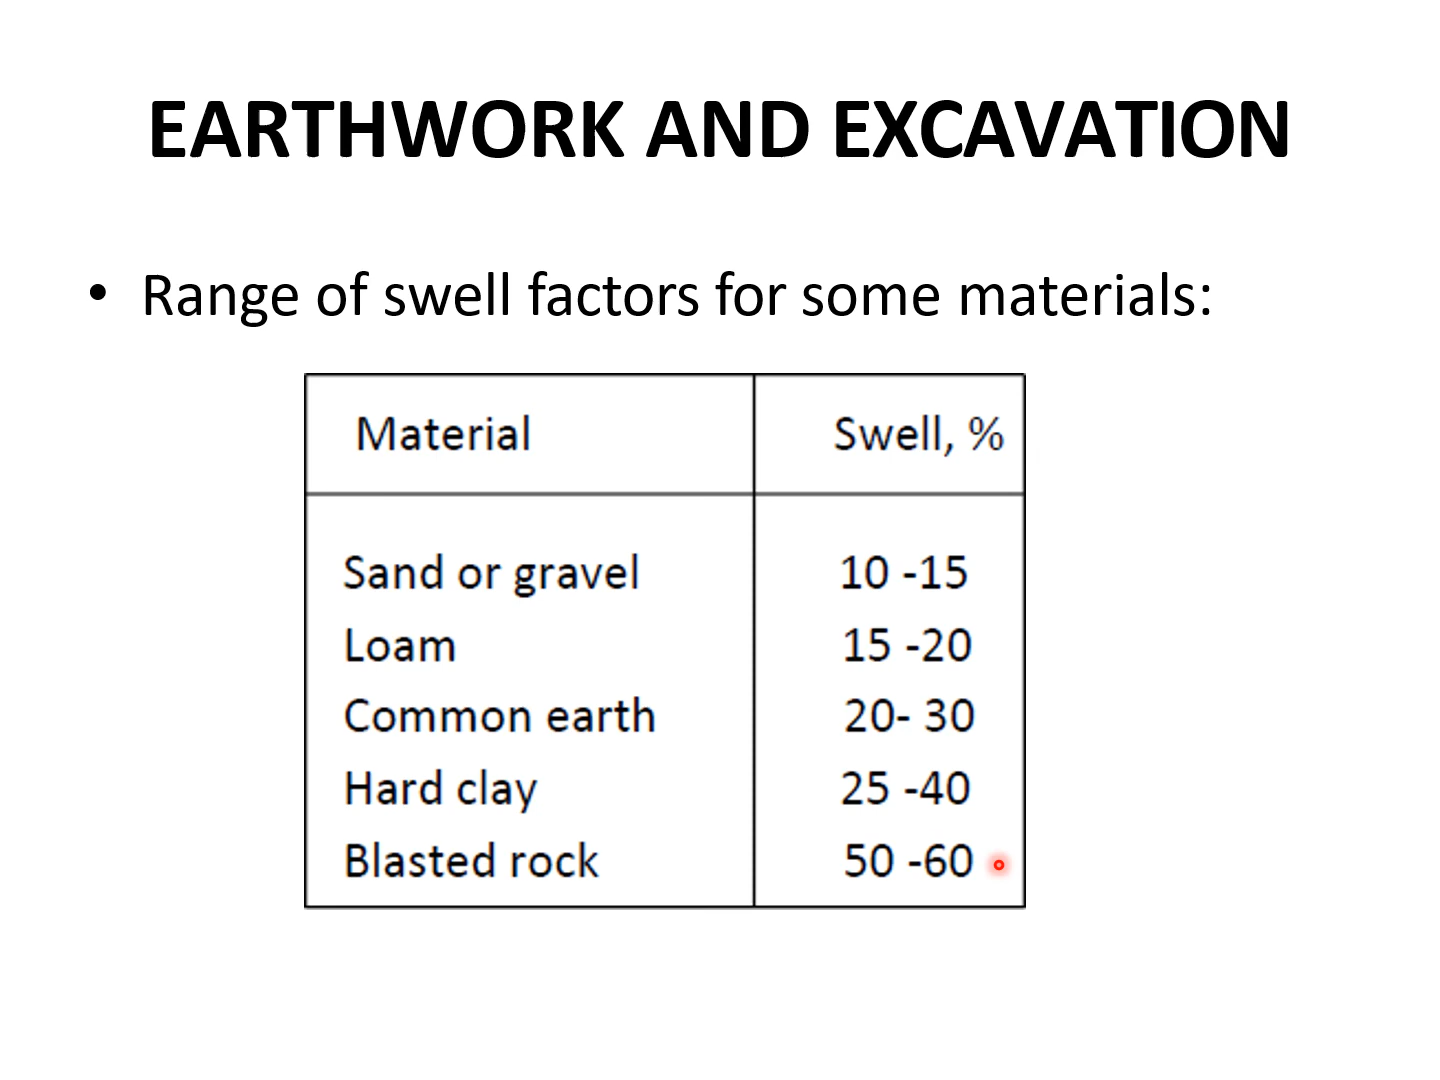 EARTHWORK AND EXCAVATION
• Range of swell factors for some materials:
Material Swell, %
Sand or gravel 10 -15
Loam 15 -20
Common earth 20- 30
Hard clay 25 -40
Blasted rock 50 -60